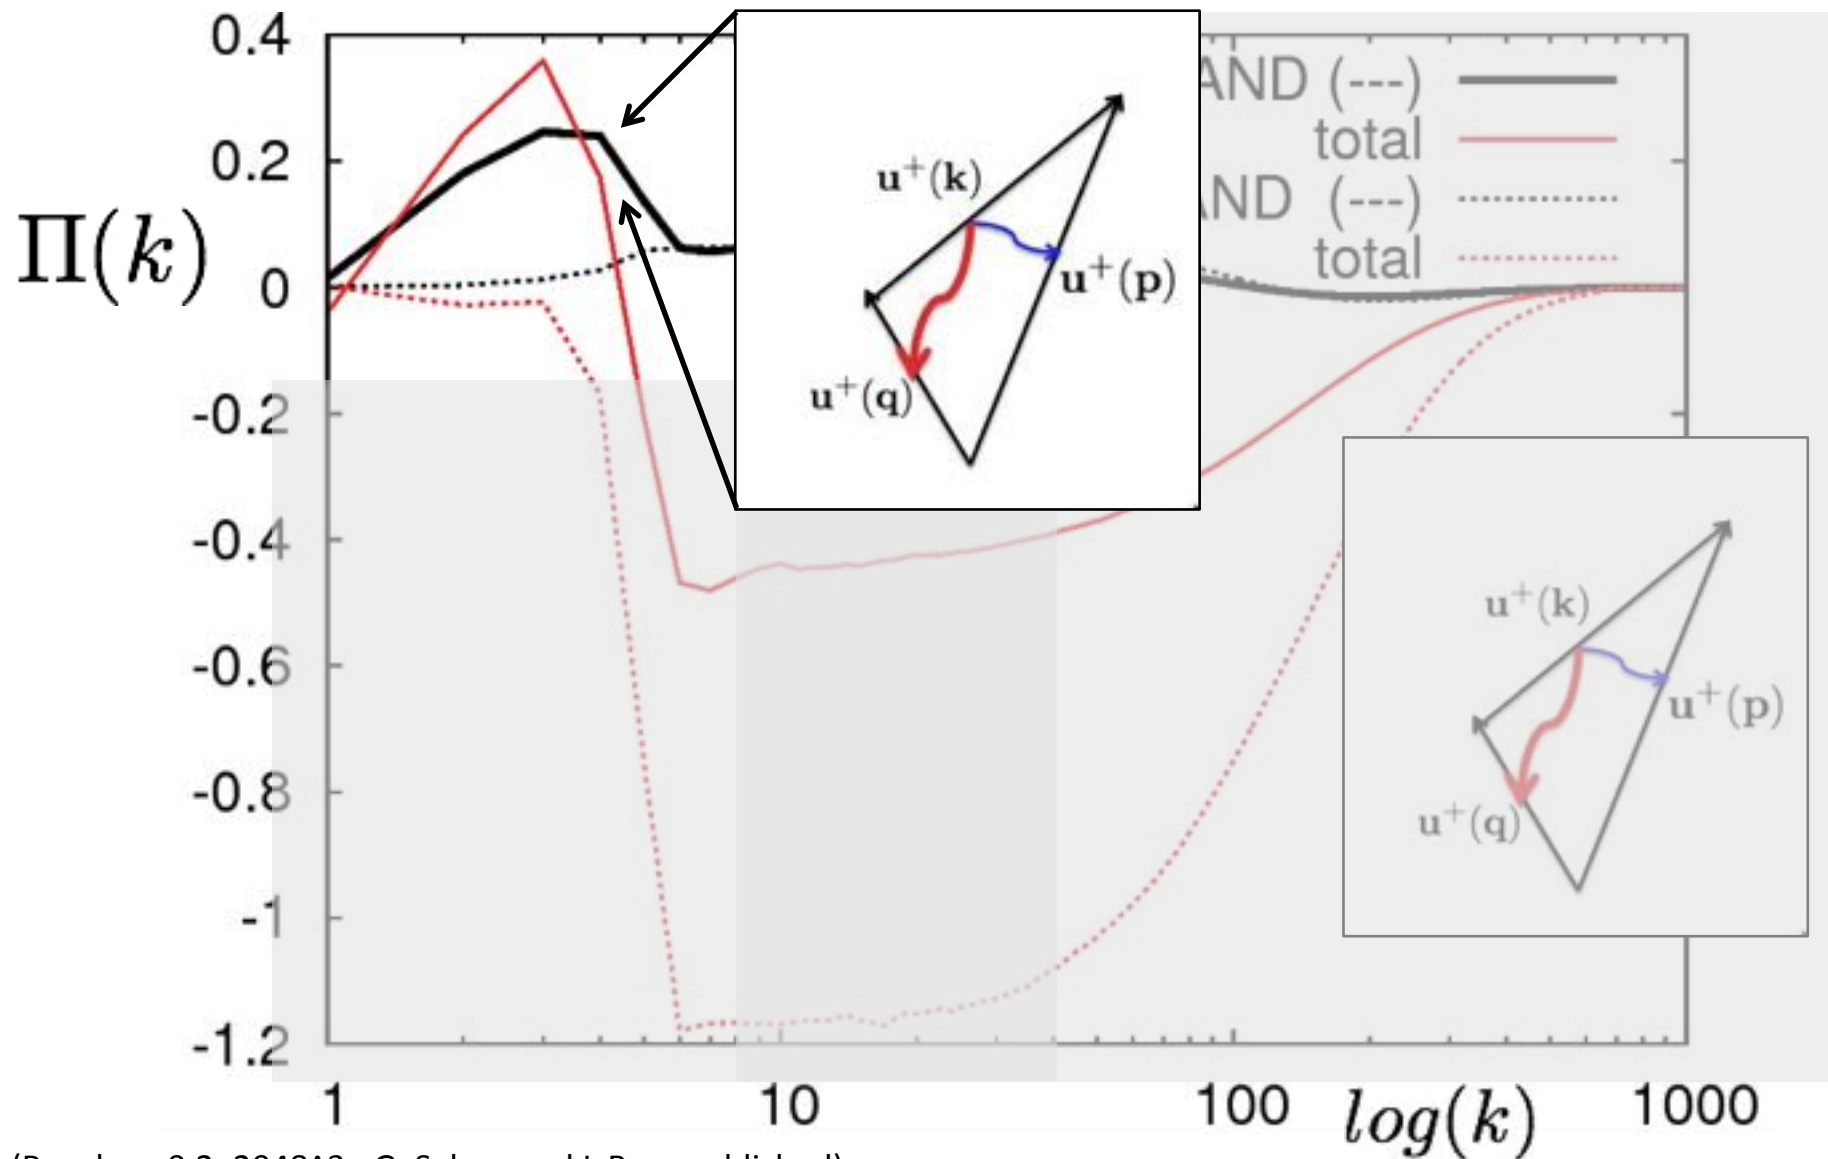 0.4
0.2
0
-0.2
-0.4
-0.6
-0.8
-1
-1.2
Π(k)
AND (---)
total
AND (---)
total
u⁺(k)
u⁺(p)
u⁺(q)
u⁺(k)
u⁺(p)
u⁺(q)
1 10 100 log(k) 1000